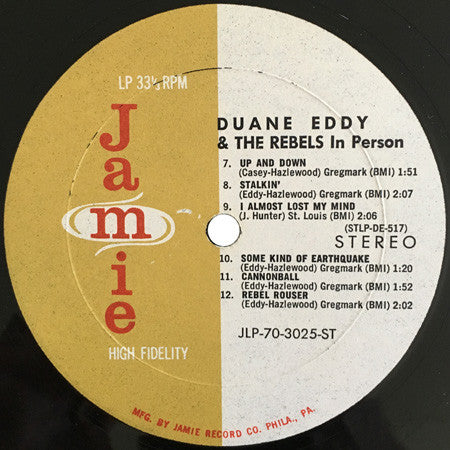 LP 33⅓ RPM
Jamie
HIGH FIDELITY
DUANE EDDY
& THE REBELS In Person
7. UP AND DOWN
(Casey-Hazlewood) Gregmark (BMI) 1:51
8. STALKIN'
(Eddy-Hazlewood) Gregmark (BMI) 2:07
9. I ALMOST LOST MY MIND
(J. Hunter) St. Louis (BMI) 2:06
(STLP-DE-517)
STEREO
10. SOME KIND OF EARTHQUAKE
(Eddy-Hazlewood) Gregmark (BMI) 1:20
11. CANNONBALL
(Eddy-Hazlewood) Gregmark (BMI) 1:52
12. REBEL ROUSER
(Eddy-Hazlewood) Gregmark (BMI) 2:02
JLP-70-3025-ST
MFG. BY JAMIE RECORD CO. PHILA., PA.